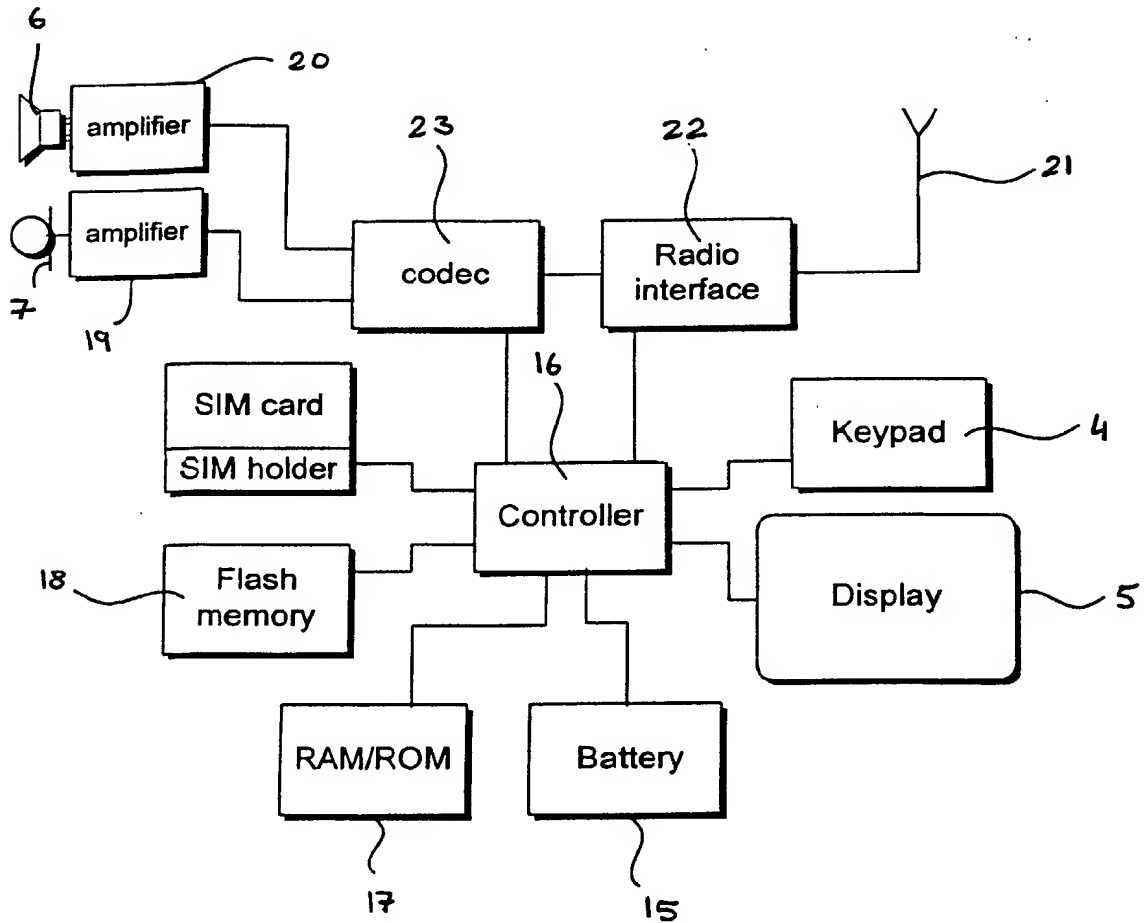 6
20
amplifier
23
22
21
amplifier
codec
Radio
interface
7
19
16
SIM card
SIM holder
Keypad
4
Controller
18
Flash
memory
Display
5
RAM/ROM
Battery
17
15